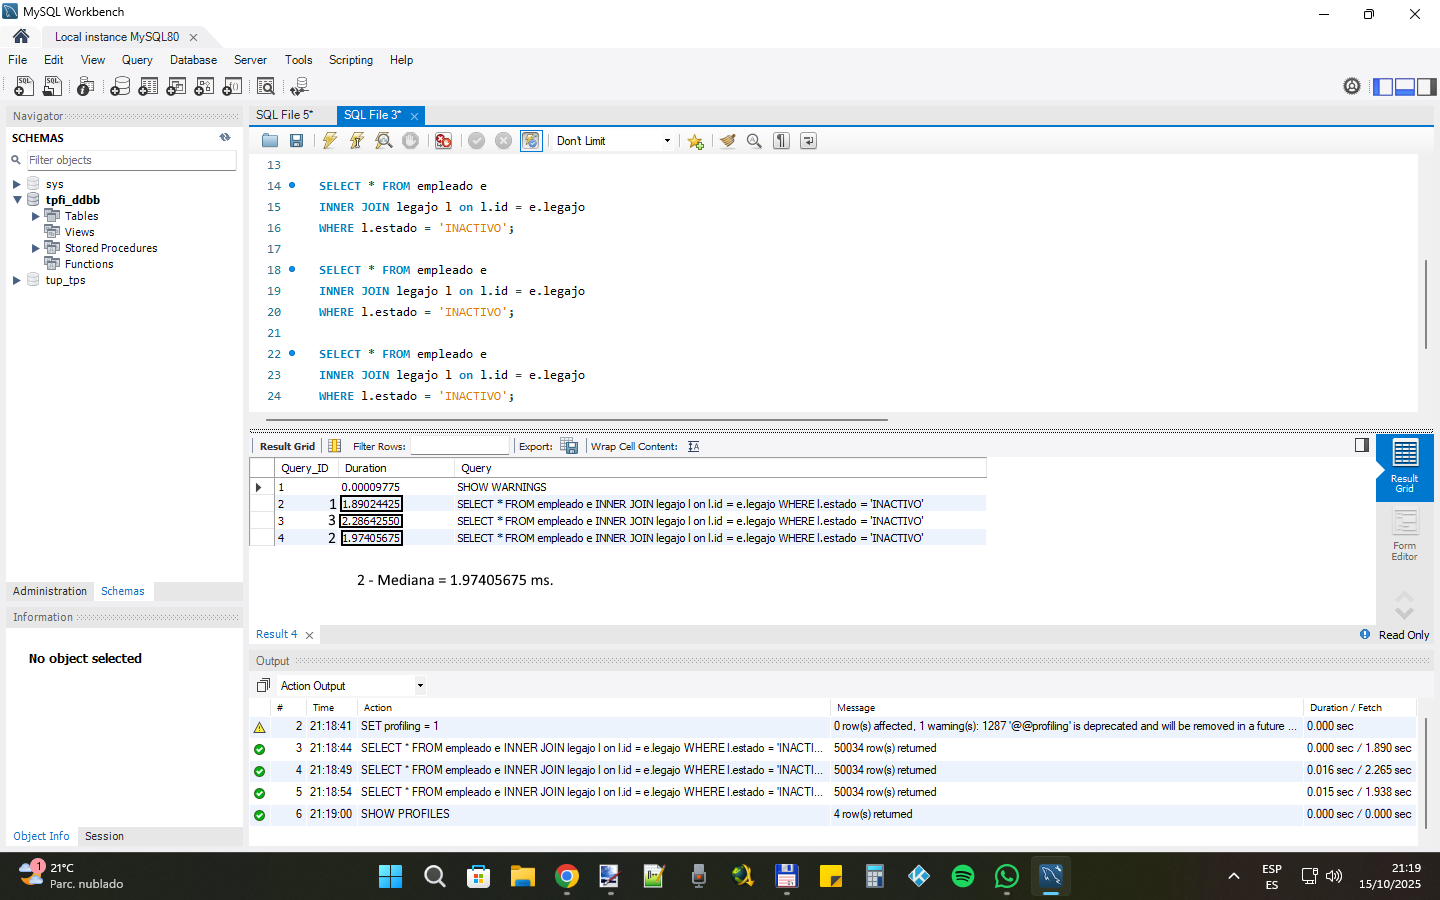 MySQL Workbench
Local instance MySQL80
File Edit View Query Database Server Tools Scripting Help
Navigator
SCHEMAS
Filter objects
sys
tpfi_ddbb
Tables
Views
Stored Procedures
Functions
tup_tps
Administration Schemas
Information
No object selected
Object Info Session
SQL File 5* SQL File 3*
Don't Limit
13
14 SELECT * FROM empleado e
15 INNER JOIN legajo l on l.id = e.legajo
16 WHERE l.estado = 'INACTIVO';
17
18 SELECT * FROM empleado e
19 INNER JOIN legajo l on l.id = e.legajo
20 WHERE l.estado = 'INACTIVO';
21
22 SELECT * FROM empleado e
23 INNER JOIN legajo l on l.id = e.legajo
24 WHERE l.estado = 'INACTIVO';
Result Grid Filter Rows: Export: Wrap Cell Content:
Query_ID Duration Query
1 0.00009775 SHOW WARNINGS
2 1 1.89024425 SELECT * FROM empleado e INNER JOIN legajo l on l.id = e.legajo WHERE l.estado = 'INACTIVO'
3 3 2.28642550 SELECT * FROM empleado e INNER JOIN legajo l on l.id = e.legajo WHERE l.estado = 'INACTIVO'
4 2 1.97405675 SELECT * FROM empleado e INNER JOIN legajo l on l.id = e.legajo WHERE l.estado = 'INACTIVO'
2 - Mediana = 1.97405675 ms.
Result
Grid
Form
Editor
Result 4
Read Only
Output
Action Output
# Time Action Message Duration / Fetch
2 21:18:41 SET profiling = 1 0 row(s) affected, 1 warning(s): 1287 '@@profiling' is deprecated and will be removed in a future ... 0.000 sec
3 21:18:44 SELECT * FROM empleado e INNER JOIN legajo l on l.id = e.legajo WHERE l.estado = 'INACTI... 50034 row(s) returned 0.000 sec / 1.890 sec
4 21:18:49 SELECT * FROM empleado e INNER JOIN legajo l on l.id = e.legajo WHERE l.estado = 'INACTI... 50034 row(s) returned 0.016 sec / 2.265 sec
5 21:18:54 SELECT * FROM empleado e INNER JOIN legajo l on l.id = e.legajo WHERE l.estado = 'INACTI... 50034 row(s) returned 0.015 sec / 1.938 sec
6 21:19:00 SHOW PROFILES 4 row(s) returned 0.000 sec / 0.000 sec
1
21°C
Parc. nublado
ESP
ES
21:19
15/10/2025